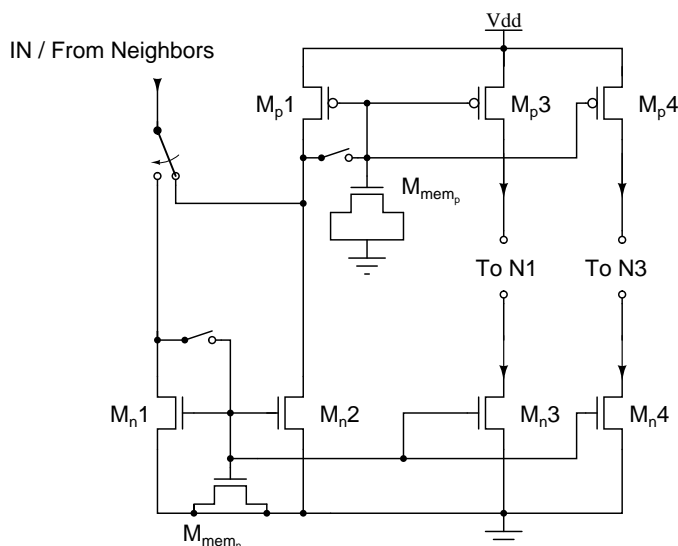 Vdd
IN / From Neighbors
Mp1
Mp3
Mp4
Mmemp
To N1
To N3
Mn1
Mn2
Mn3
Mn4
Mmemn